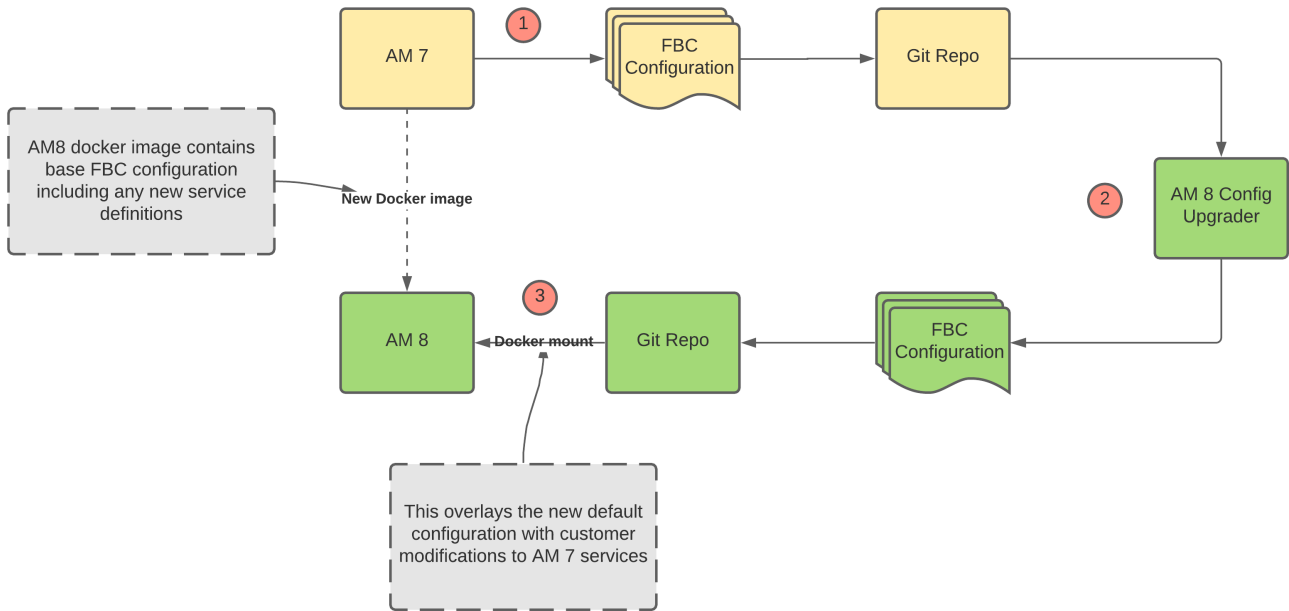 1
AM 7
FBC
Configuration
Git Repo
AM8 docker image contains
base FBC configuration
including any new service
definitions
New Docker image
2
AM 8 Config
Upgrader
3
AM 8
Docker mount
Git Repo
FBC
Configuration
This overlays the new default
configuration with customer
modifications to AM 7 services